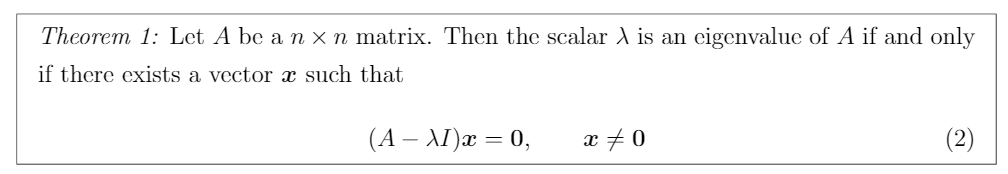 Theorem 1: Let A be a n × n matrix. Then the scalar λ is an eigenvalue of A if and only
if there exists a vector x such that
(A − λI)x = 0, x ≠ 0 (2)